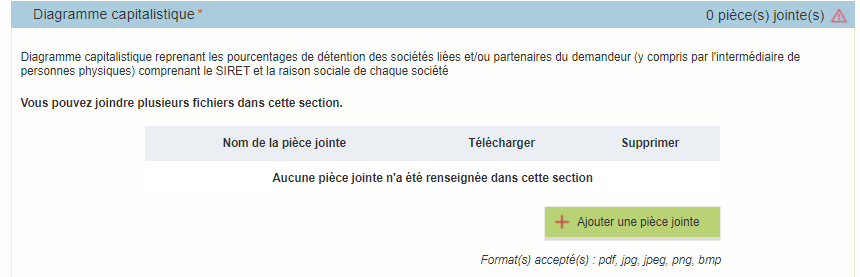 Diagramme capitalistique * 0 pièce(s) jointe(s)
Diagramme capitalistique reprenant les pourcentages de détention des sociétés liées et/ou partenaires du demandeur (y compris par l'intermédiaire de
personnes physiques) comprenant le SIRET et la raison sociale de chaque société
Vous pouvez joindre plusieurs fichiers dans cette section.
Nom de la pièce jointe Télécharger Supprimer
Aucune pièce jointe n'a été renseignée dans cette section
Ajouter une pièce jointe
Format(s) accepté(s) : pdf, jpg, jpeg, png, bmp